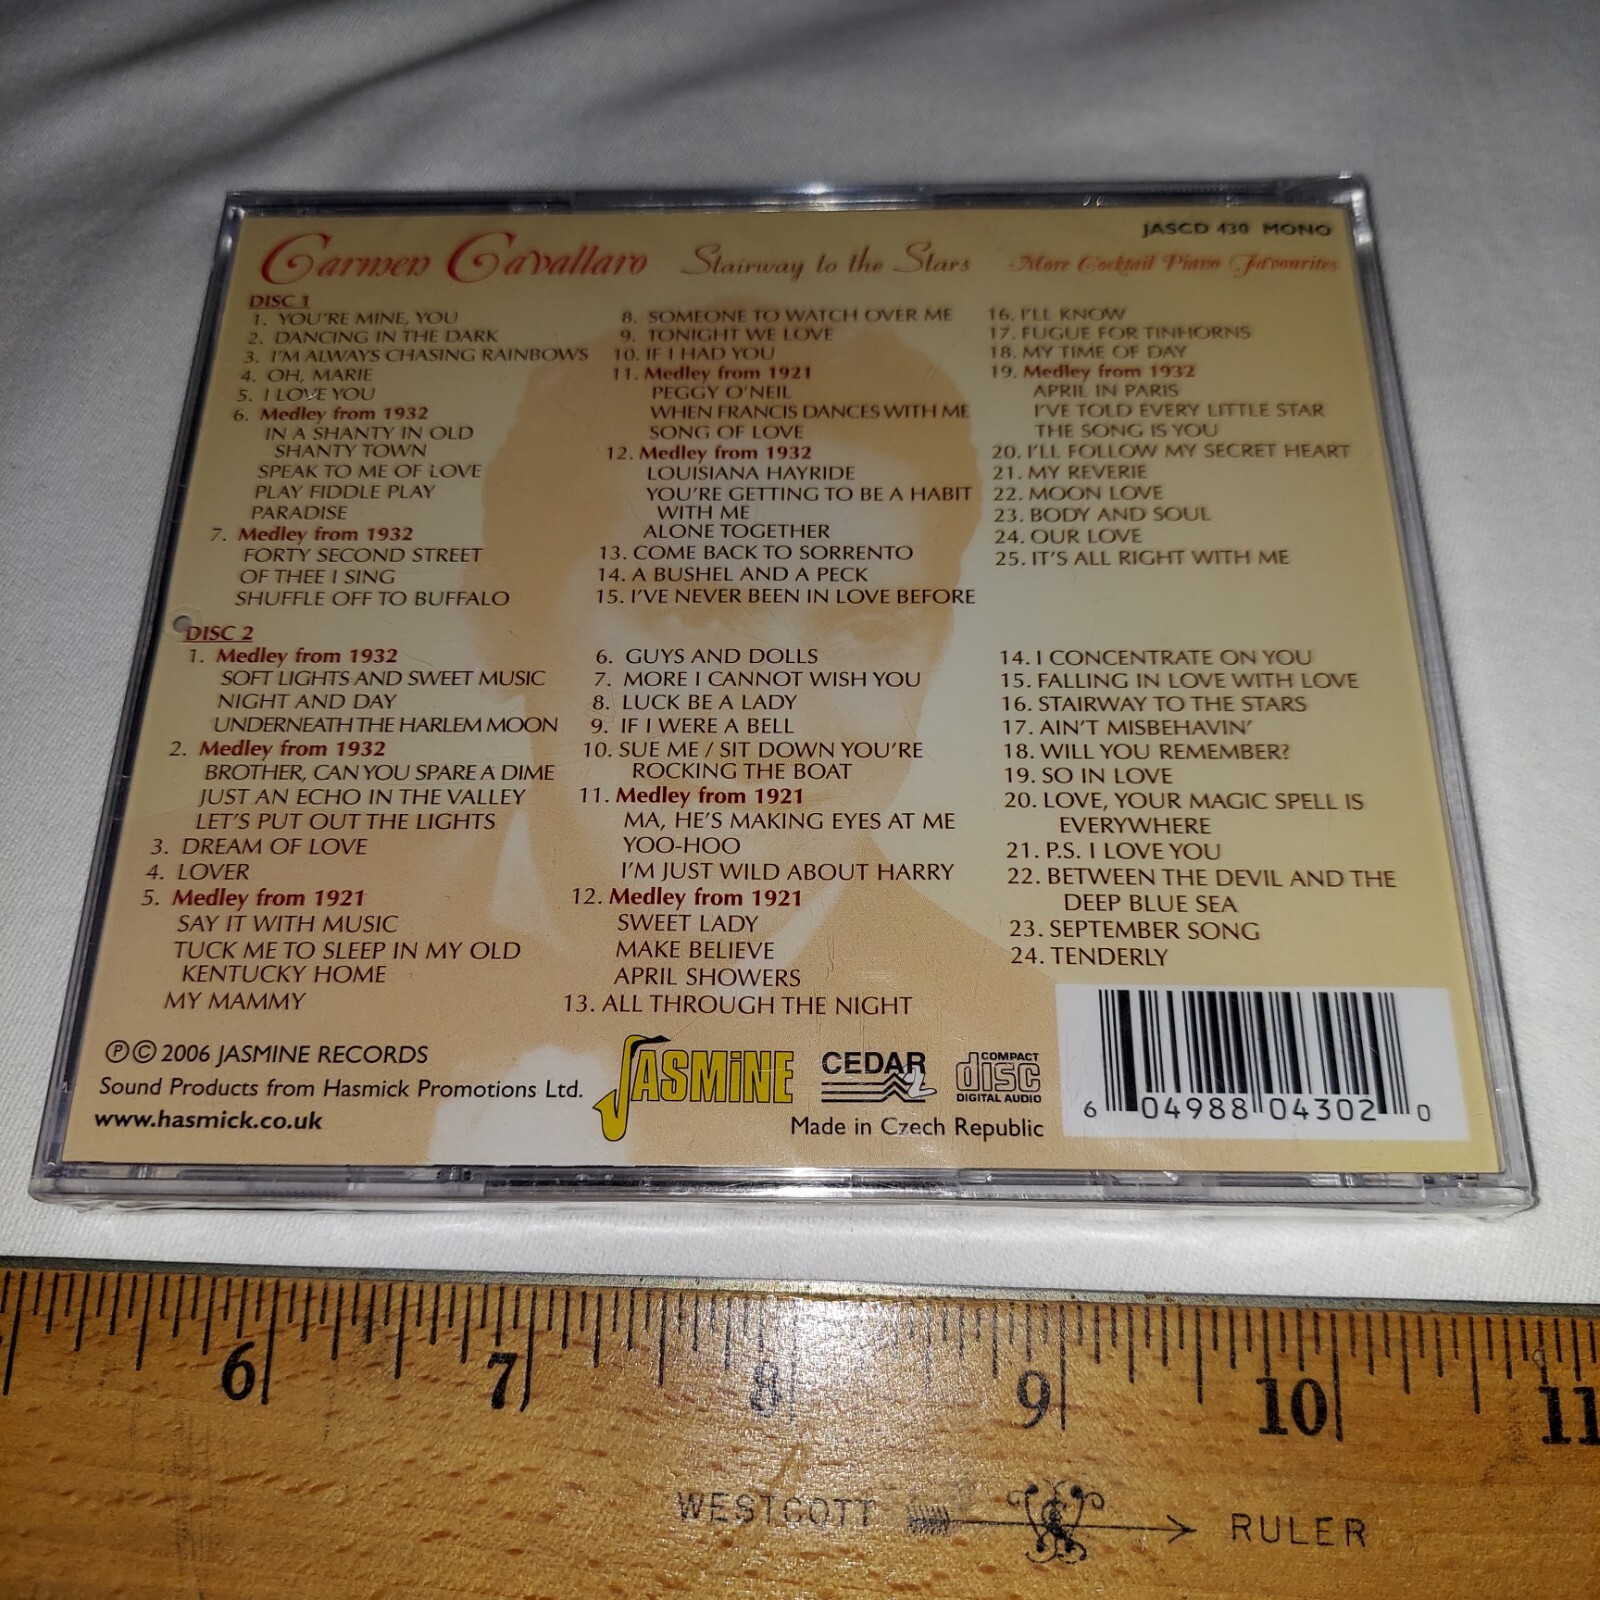 JASCD 430 MONO
Carmen Cavallaro Stairway to the Stars More Cocktail Piano Favourites
DISC 1
1. YOU'RE MINE, YOU
2. DANCING IN THE DARK
3. I'M ALWAYS CHASING RAINBOWS
4. OH, MARIE
5. I LOVE YOU
6. Medley from 1932
IN A SHANTY IN OLD
SHANTY TOWN
SPEAK TO ME OF LOVE
PLAY FIDDLE PLAY
PARADISE
7. Medley from 1932
FORTY SECOND STREET
OF THEE I SING
SHUFFLE OFF TO BUFFALO
8. SOMEONE TO WATCH OVER ME
9. TONIGHT WE LOVE
10. IF I HAD YOU
11. Medley from 1921
PEGGY O'NEIL
WHEN FRANCIS DANCES WITH ME
SONG OF LOVE
12. Medley from 1932
LOUISIANA HAYRIDE
YOU'RE GETTING TO BE A HABIT
WITH ME
ALONE TOGETHER
13. COME BACK TO SORRENTO
14. A BUSHEL AND A PECK
15. I'VE NEVER BEEN IN LOVE BEFORE
16. I'LL KNOW
17. FUGUE FOR TINHORNS
18. MY TIME OF DAY
19. Medley from 1932
APRIL IN PARIS
I'VE TOLD EVERY LITTLE STAR
THE SONG IS YOU
20. I'LL FOLLOW MY SECRET HEART
21. MY REVERIE
22. MOON LOVE
23. BODY AND SOUL
24. OUR LOVE
25. IT'S ALL RIGHT WITH ME
DISC 2
1. Medley from 1932
SOFT LIGHTS AND SWEET MUSIC
NIGHT AND DAY
UNDERNEATH THE HARLEM MOON
2. Medley from 1932
BROTHER, CAN YOU SPARE A DIME
JUST AN ECHO IN THE VALLEY
LET'S PUT OUT THE LIGHTS
3. DREAM OF LOVE
4. LOVER
5. Medley from 1921
SAY IT WITH MUSIC
TUCK ME TO SLEEP IN MY OLD
KENTUCKY HOME
MY MAMMY
6. GUYS AND DOLLS
7. MORE I CANNOT WISH YOU
8. LUCK BE A LADY
9. IF I WERE A BELL
10. SUE ME / SIT DOWN YOU'RE
ROCKING THE BOAT
11. Medley from 1921
MA, HE'S MAKING EYES AT ME
YOO-HOO
I'M JUST WILD ABOUT HARRY
12. Medley from 1921
SWEET LADY
MAKE BELIEVE
APRIL SHOWERS
13. ALL THROUGH THE NIGHT
14. I CONCENTRATE ON YOU
15. FALLING IN LOVE WITH LOVE
16. STAIRWAY TO THE STARS
17. AIN'T MISBEHAVIN'
18. WILL YOU REMEMBER?
19. SO IN LOVE
20. LOVE, YOUR MAGIC SPELL IS
EVERYWHERE
21. P.S. I LOVE YOU
22. BETWEEN THE DEVIL AND THE
DEEP BLUE SEA
23. SEPTEMBER SONG
24. TENDERLY
℗© 2006 JASMINE RECORDS
Sound Products from Hasmick Promotions Ltd.
www.hasmick.co.uk
JASMiNE
CEDAR 2
COMPACT
disc
DIGITAL AUDIO
Made in Czech Republic
6 04988 04302 0
6 7 8 9 10 11
WESTCOTT RULER